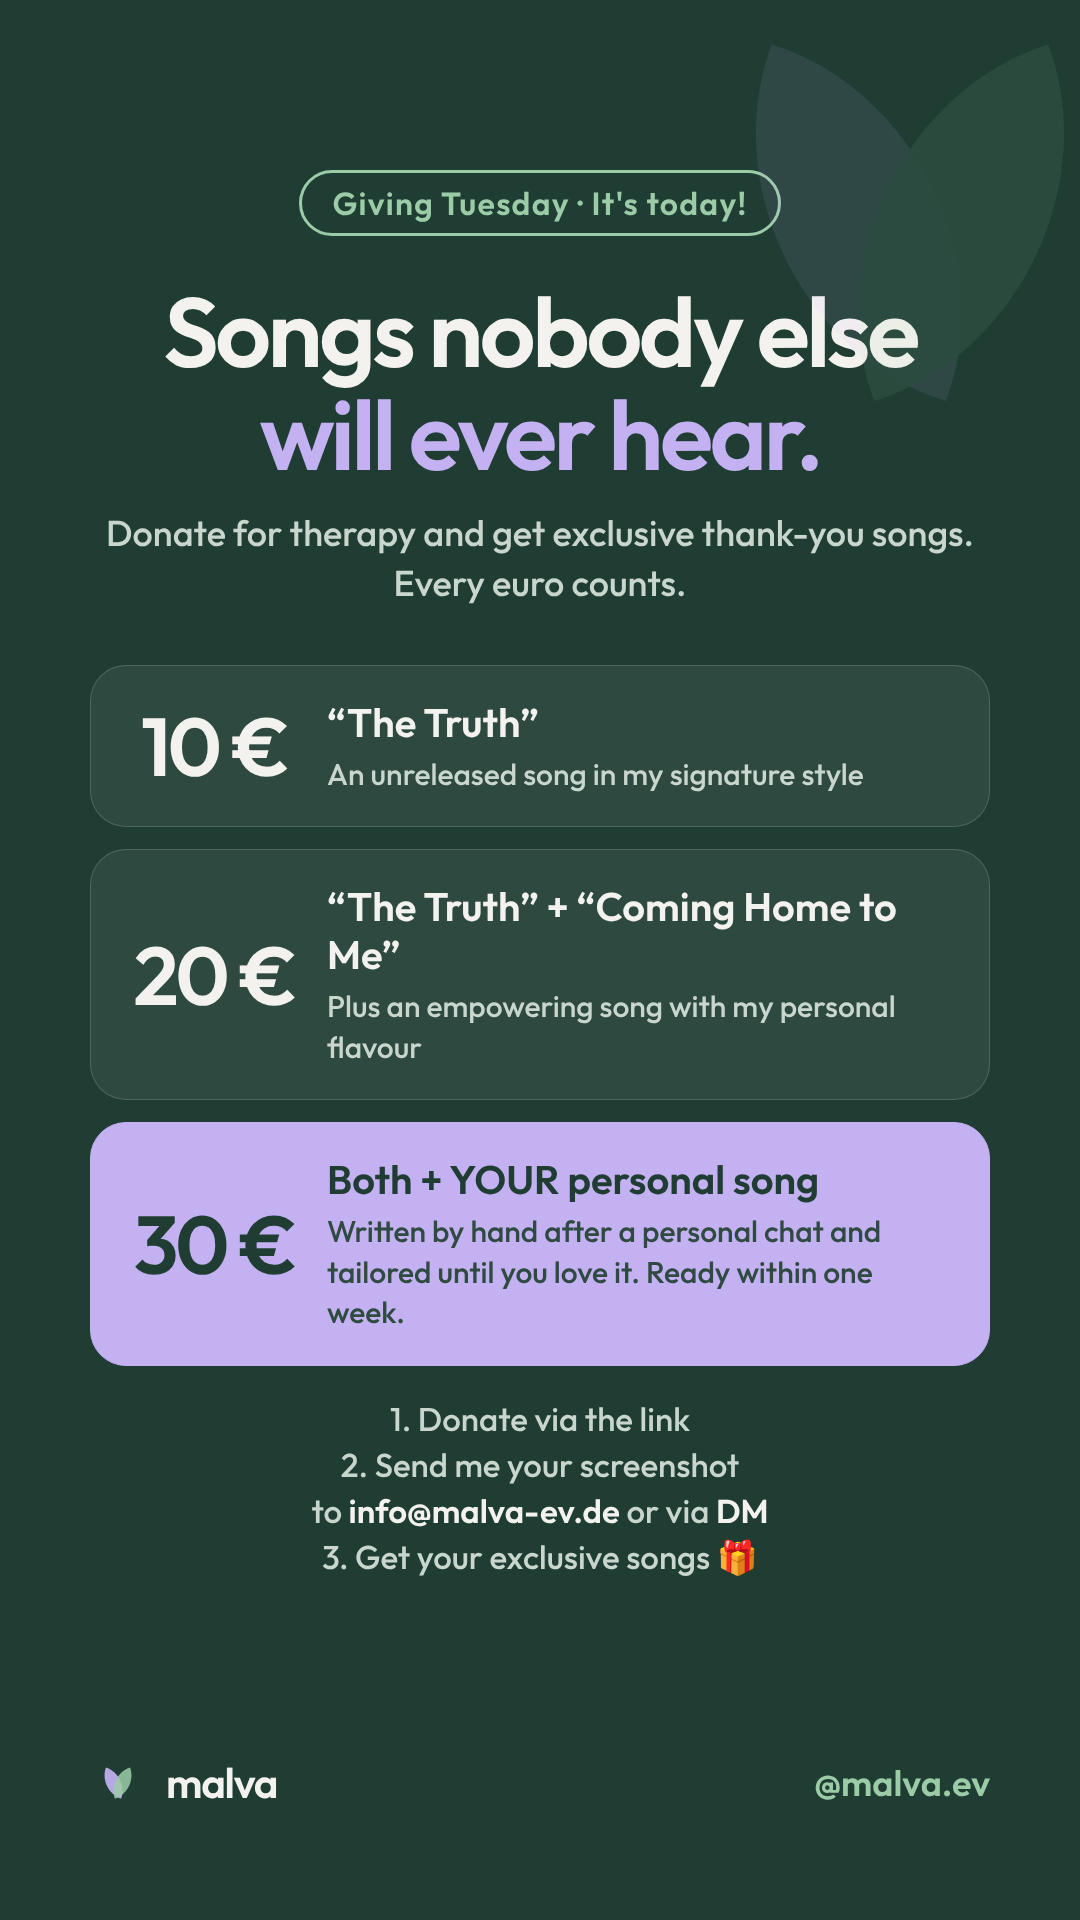 Giving Tuesday · It's today!
Songs nobody else
will ever hear.
Donate for therapy and get exclusive thank-you songs.
Every euro counts.
10 €
“The Truth”
An unreleased song in my signature style
20 €
“The Truth” + “Coming Home to
Me”
Plus an empowering song with my personal
flavour
30 €
Both + YOUR personal song
Written by hand after a personal chat and
tailored until you love it. Ready within one
week.
1. Donate via the link
2. Send me your screenshot
to info@malva-ev.de or via DM
3. Get your exclusive songs 🎁
malva
@malva.ev